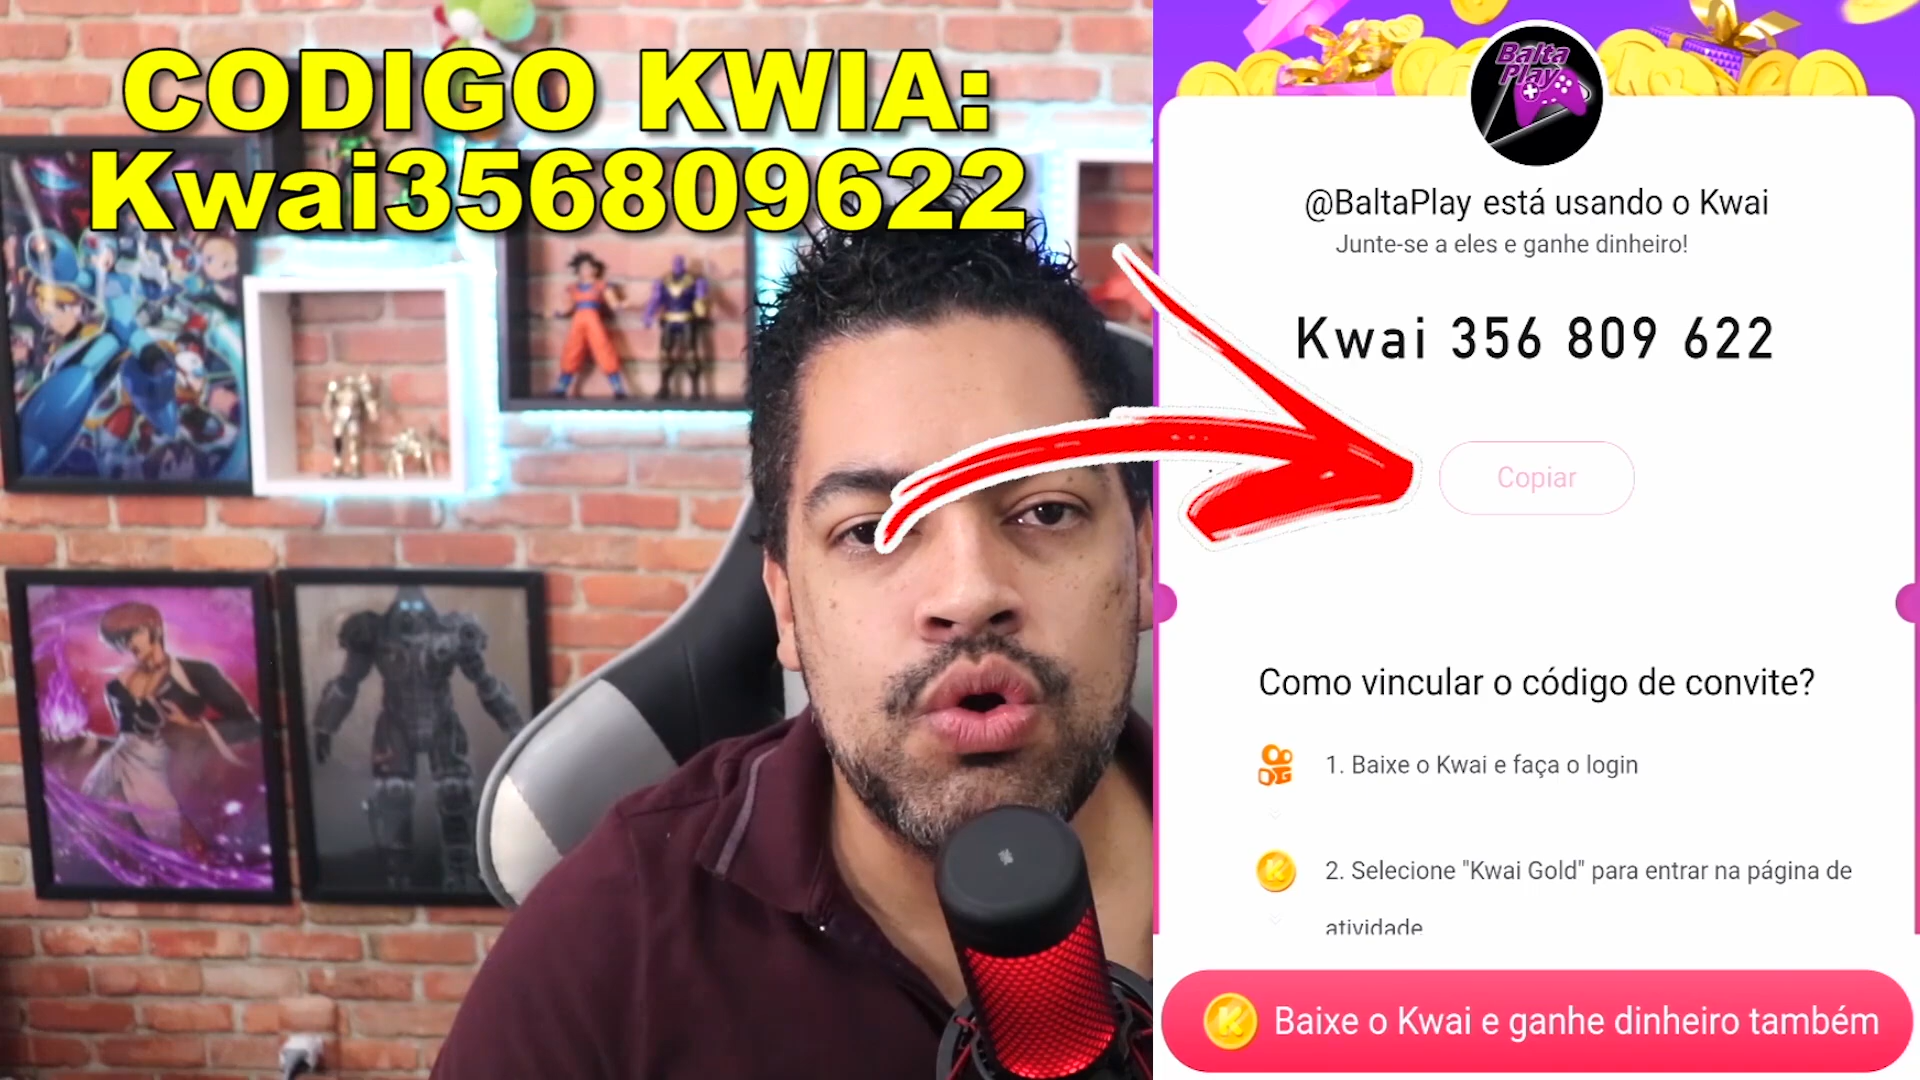 CODIGO KWIA:
Kwai356809622
Balta
Play
@BaltaPlay está usando o Kwai
Junte-se a eles e ganhe dinheiro!
Kwai 356 809 622
Copiar
Como vincular o código de convite?
1. Baixe o Kwai e faça o login
2. Selecione "Kwai Gold" para entrar na página de
atividade
Baixe o Kwai e ganhe dinheiro também